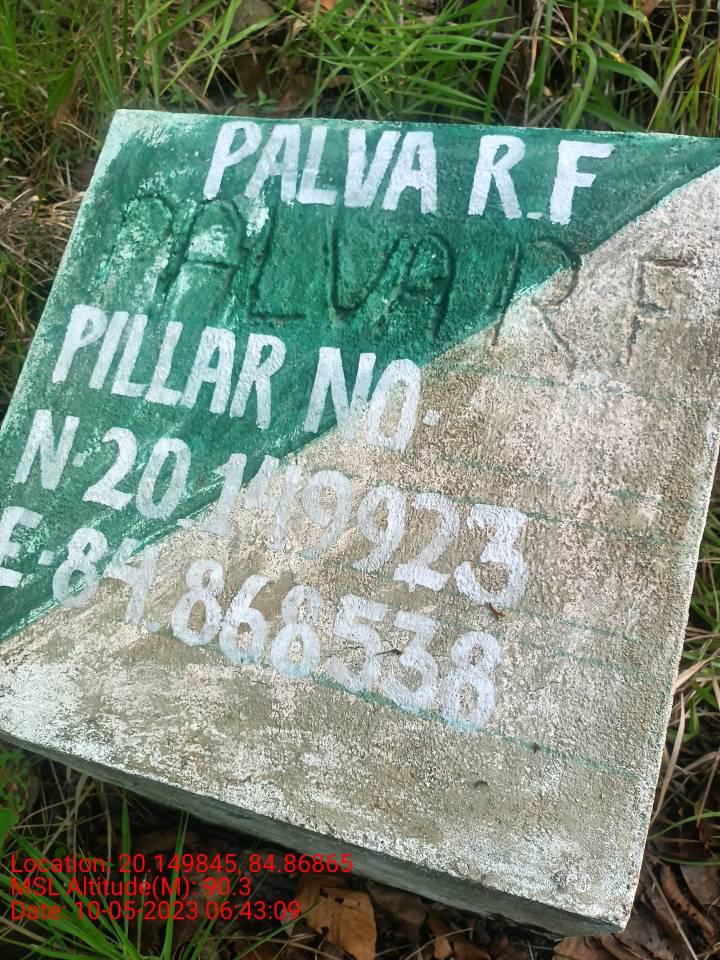 PALVA R.F
PALVA R F
PILLAR NO.
N.20.149923
E.84.868538
Location: 20.149845, 84.86865
MSL Altitude(M): 90.3
Date: 10-05-2023 06:43:09